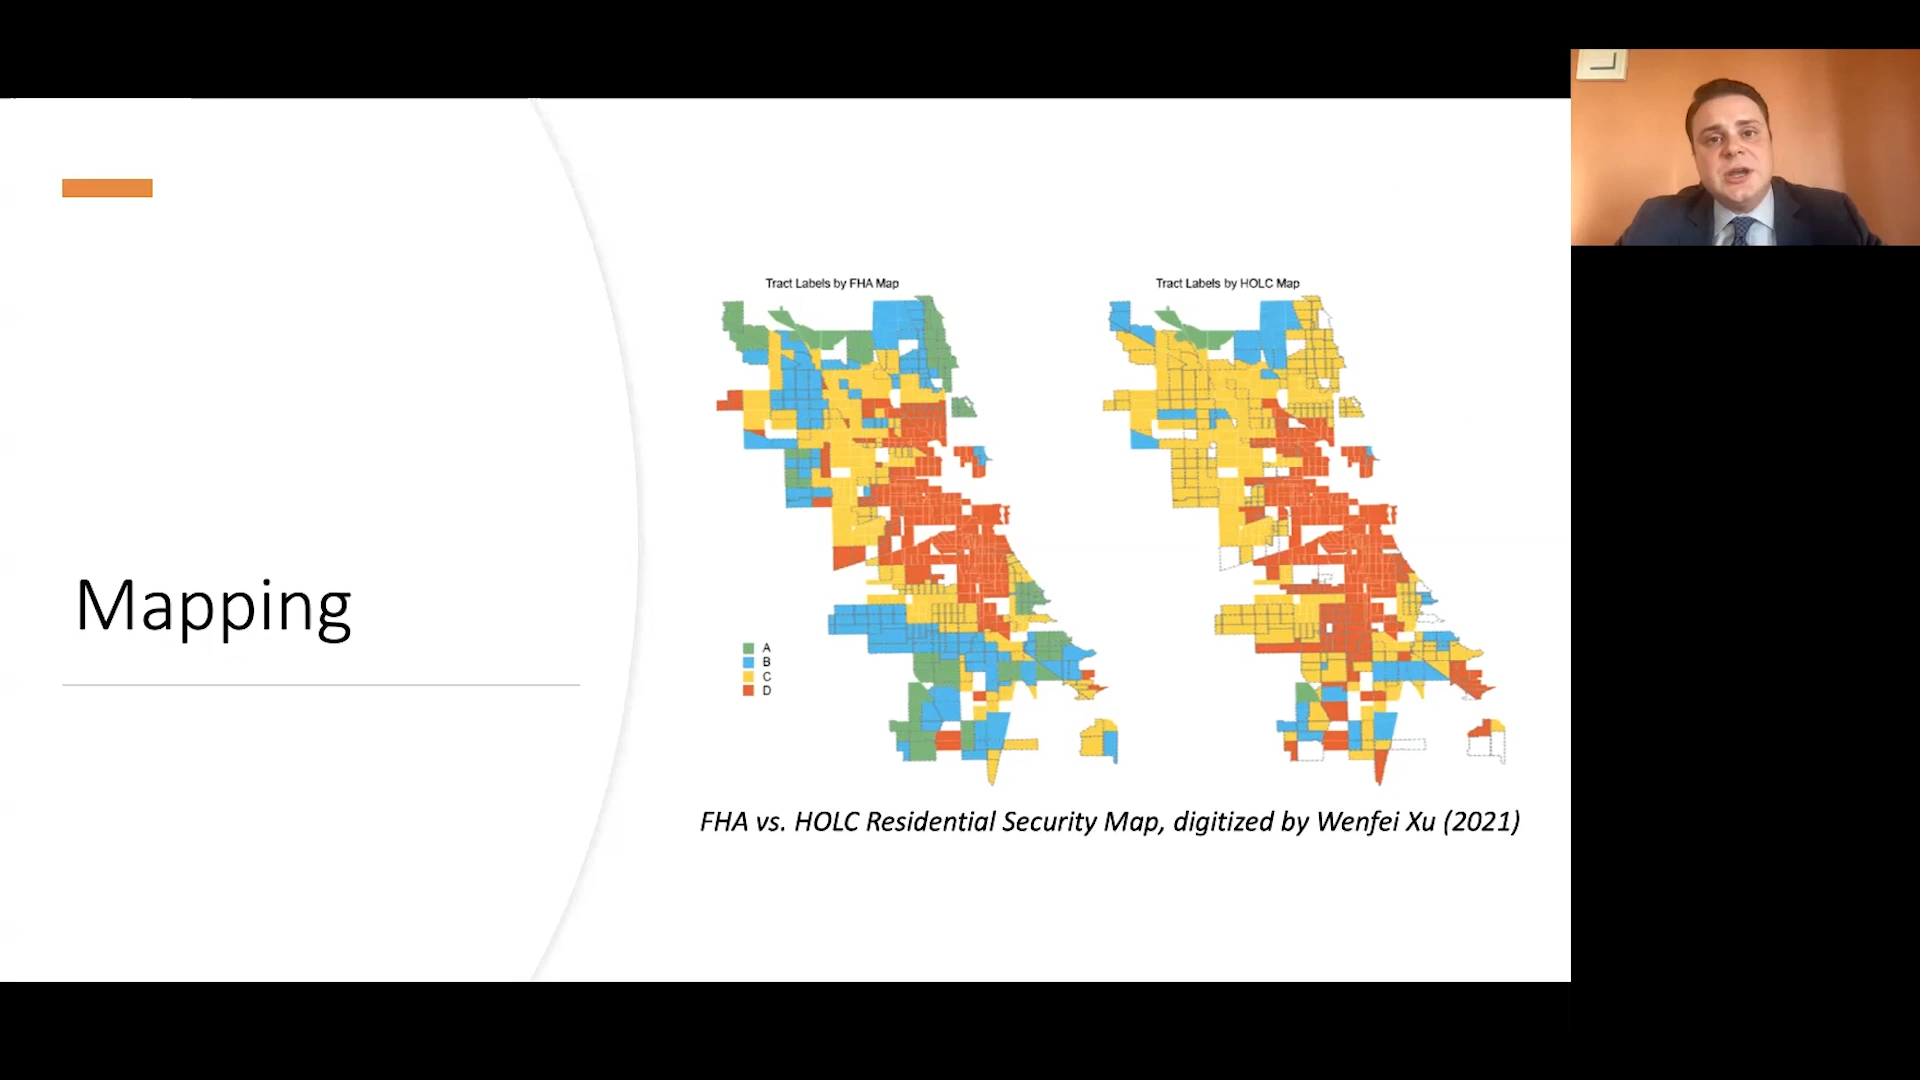 Mapping
Tract Labels by FHA Map
Tract Labels by HOLC Map
A
B
C
D
FHA vs. HOLC Residential Security Map, digitized by Wenfei Xu (2021)